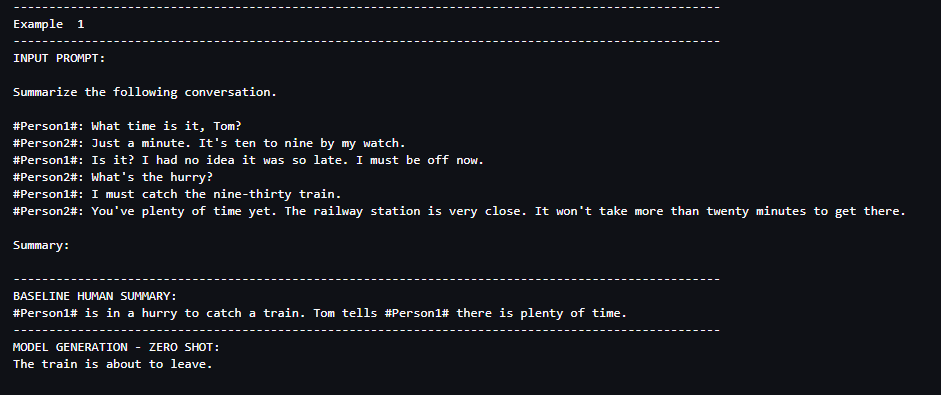 ---------------------------------------------------------------------------------------------------
Example  1
---------------------------------------------------------------------------------------------------
INPUT PROMPT:
Summarize the following conversation.
#Person1#: What time is it, Tom?
#Person2#: Just a minute. It's ten to nine by my watch.
#Person1#: Is it? I had no idea it was so late. I must be off now.
#Person2#: What's the hurry?
#Person1#: I must catch the nine-thirty train.
#Person2#: You've plenty of time yet. The railway station is very close. It won't take more than twenty minutes to get there.
Summary:
---------------------------------------------------------------------------------------------------
BASELINE HUMAN SUMMARY:
#Person1# is in a hurry to catch a train. Tom tells #Person1# there is plenty of time.
---------------------------------------------------------------------------------------------------
MODEL GENERATION - ZERO SHOT:
The train is about to leave.